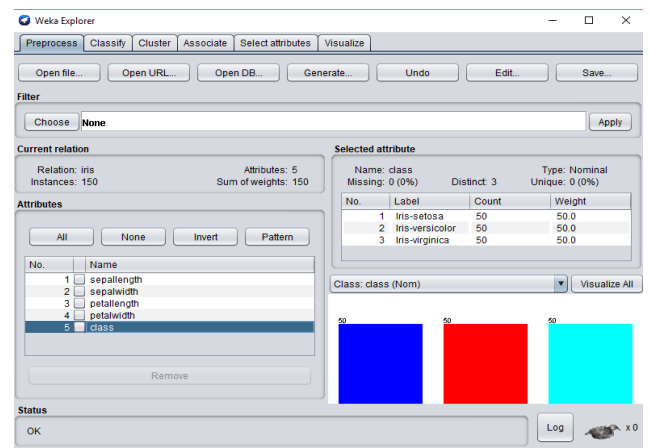 Weka Explorer
Preprocess Classify Cluster Associate Select attributes Visualize
Open file... Open URL... Open DB... Generate... Undo Edit... Save...
Filter
Choose None Apply
Current relation
Relation: iris Attributes: 5
Instances: 150 Sum of weights: 150
Attributes
All None Invert Pattern
No. Name
1 sepallength
2 sepalwidth
3 petallength
4 petalwidth
5 class
Remove
Selected attribute
Name: class Type: Nominal
Missing: 0 (0%) Distinct: 3 Unique: 0 (0%)
No. Label Count Weight
1 Iris-setosa 50 50.0
2 Iris-versicolor 50 50.0
3 Iris-virginica 50 50.0
Class: class (Nom) Visualize All
50 50 50
Status
OK Log x 0